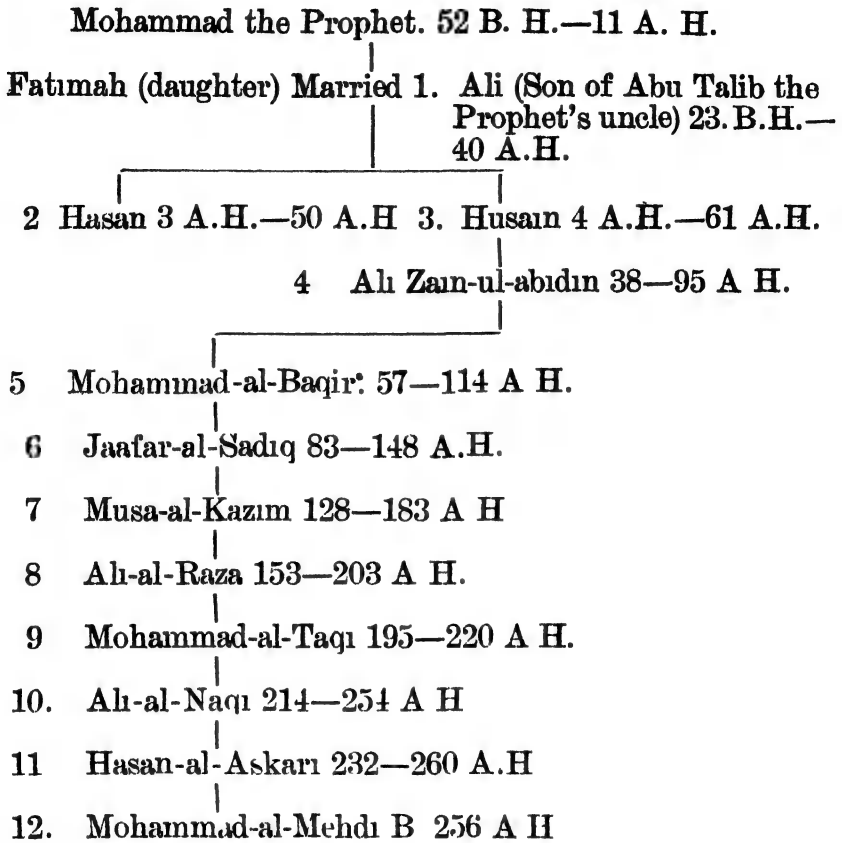 Mohammad the Prophet. 52 B. H.—11 A. H.
Fatımah (daughter) Married 1. Ali (Son of Abu Talib the
Prophet's uncle) 23. B.H.—
40 A.H.
2 Hasan 3 A.H.—50 A.H 3. Husaın 4 A.H.—61 A.H.
4 Alı Zaın-ul-abıdın 38—95 A H.
5 Mohammad-al-Baqir. 57—114 A H.
6 Jaafar-al-Sadıq 83—148 A.H.
7 Musa-al-Kazım 128—183 A H
8 Alı-al-Raza 153—203 A H.
9 Mohammad-al-Taqı 195—220 A H.
10. Alı-al-Naqı 214—254 A H
11 Hasan-al-Askarı 232—260 A.H
12. Mohammad-al-Mehdı B 256 A H